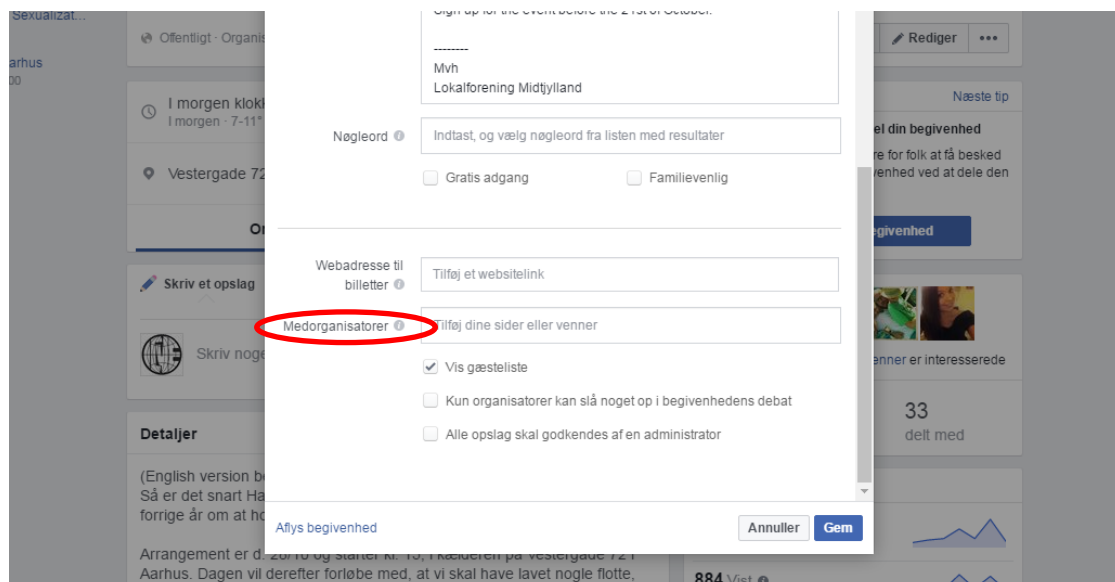 Sexualizat...
Offentligt · Organis
Rediger
arhus
00
Sign up for the event before the 21st of October.
--------
Mvh
Lokalforening Midtjylland
I morgen klokk
I morgen · 7-11°
Næste tip
el din begivenhed
re for folk at få besked
venhed ved at dele den
Nøgleord
Indtast, og vælg nøgleord fra listen med resultater
Vestergade 72
Gratis adgang
Familievenlig
Or
egivenhed
Webadresse til
billetter
Tilføj et websitelink
Skriv et opslag
Medorganisatorer
Tilføj dine sider eller venner
Skriv noge
Vis gæsteliste
enner er interesserede
Kun organisatorer kan slå noget op i begivenhedens debat
33
delt med
Alle opslag skal godkendes af en administrator
Detaljer
(English version be
Så er det snart Ha
forrige år om at ho
Aflys begivenhed
Annuller
Gem
Arrangement er d. 28/10 og starter kl. 15, i kælderen på Vestergade 72 i
Aarhus. Dagen vil derefter forløbe med, at vi skal have lavet nogle flotte,
884 Vist